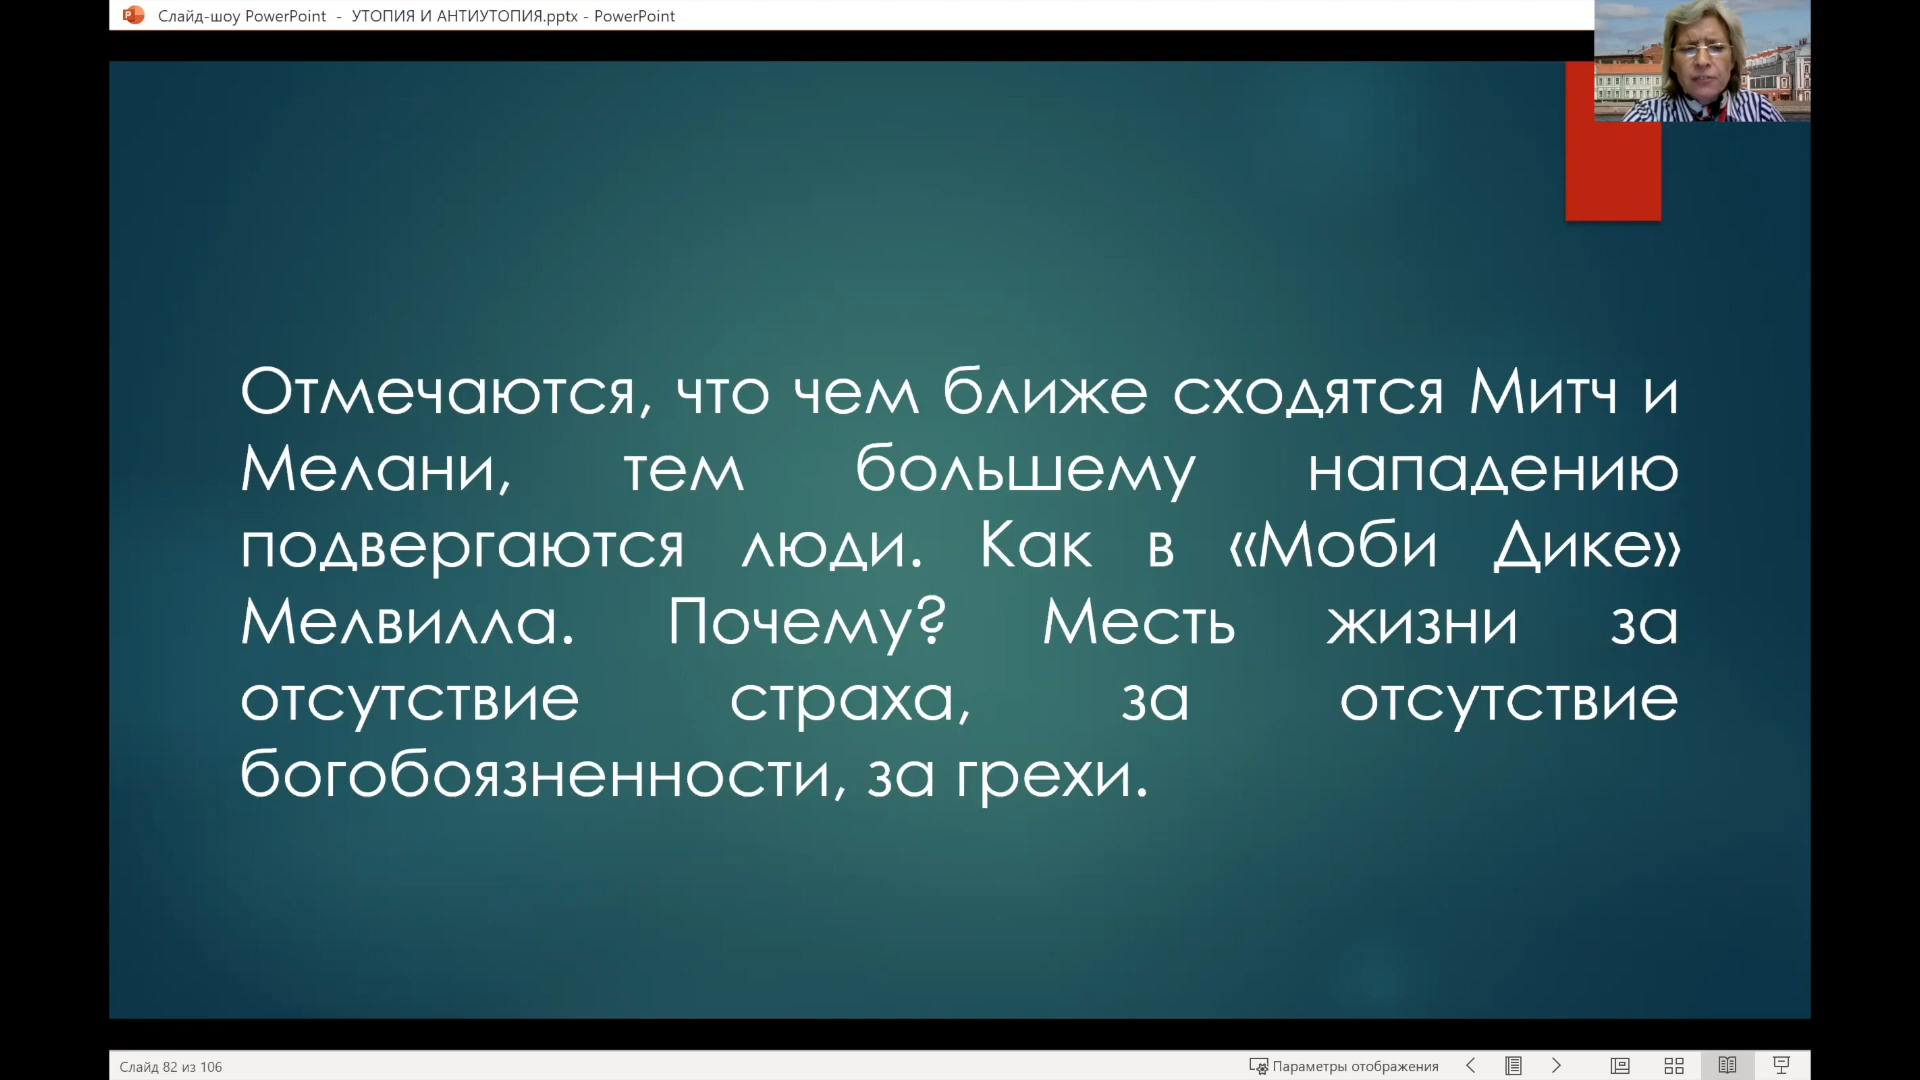 Слайд-шоу PowerPoint - УТОПИЯ И АНТИУТОПИЯ.pptx - PowerPoint
Отмечаются, что чем ближе сходятся Митч и
Мелани, тем большему нападению
подвергаются люди. Как в «Моби Дике»
Мелвилла. Почему? Месть жизни за
отсутствие страха, за отсутствие
богобоязненности, за грехи.
Слайд 82 из 106
Параметры отображения